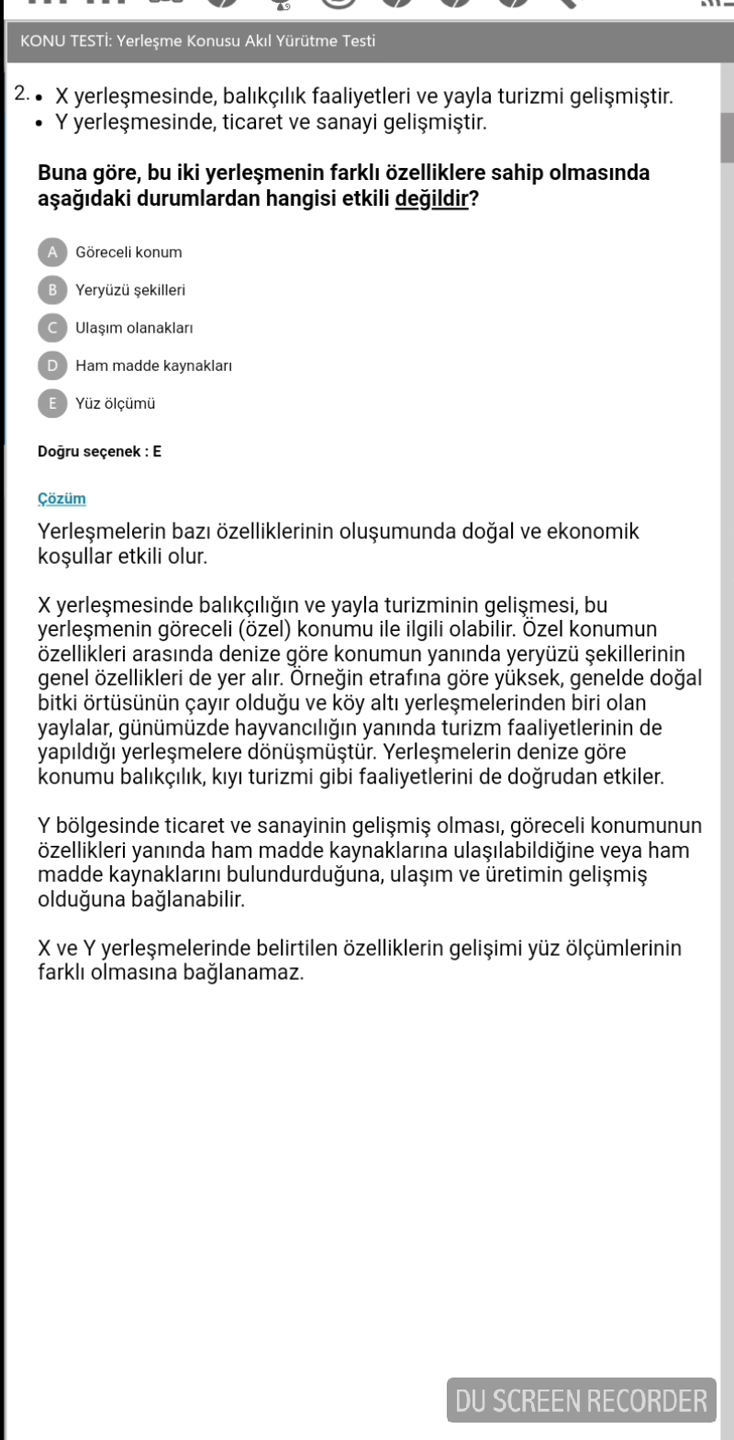 KONU TESTİ: Yerleşme Konusu Akıl Yürütme Testi
2. • X yerleşmesinde, balıkçılık faaliyetleri ve yayla turizmi gelişmiştir.
• Y yerleşmesinde, ticaret ve sanayi gelişmiştir.
Buna göre, bu iki yerleşmenin farklı özelliklere sahip olmasında
aşağıdaki durumlardan hangisi etkili değildir?
A Göreceli konum
B Yeryüzü şekilleri
C Ulaşım olanakları
D Ham madde kaynakları
E Yüz ölçümü
Doğru seçenek : E
Çözüm
Yerleşmelerin bazı özelliklerinin oluşumunda doğal ve ekonomik
koşullar etkili olur.
X yerleşmesinde balıkçılığın ve yayla turizminin gelişmesi, bu
yerleşmenin göreceli (özel) konumu ile ilgili olabilir. Özel konumun
özellikleri arasında denize göre konumun yanında yeryüzü şekillerinin
genel özellikleri de yer alır. Örneğin etrafına göre yüksek, genelde doğal
bitki örtüsünün çayır olduğu ve köy altı yerleşmelerinden biri olan
yaylalar, günümüzde hayvancılığın yanında turizm faaliyetlerinin de
yapıldığı yerleşmelere dönüşmüştür. Yerleşmelerin denize göre
konumu balıkçılık, kıyı turizmi gibi faaliyetlerini de doğrudan etkiler.
Y bölgesinde ticaret ve sanayinin gelişmiş olması, göreceli konumunun
özellikleri yanında ham madde kaynaklarına ulaşılabildiğine veya ham
madde kaynaklarını bulundurduğuna, ulaşım ve üretimin gelişmiş
olduğuna bağlanabilir.
X ve Y yerleşmelerinde belirtilen özelliklerin gelişimi yüz ölçümlerinin
farklı olmasına bağlanamaz.
DU SCREEN RECORDER